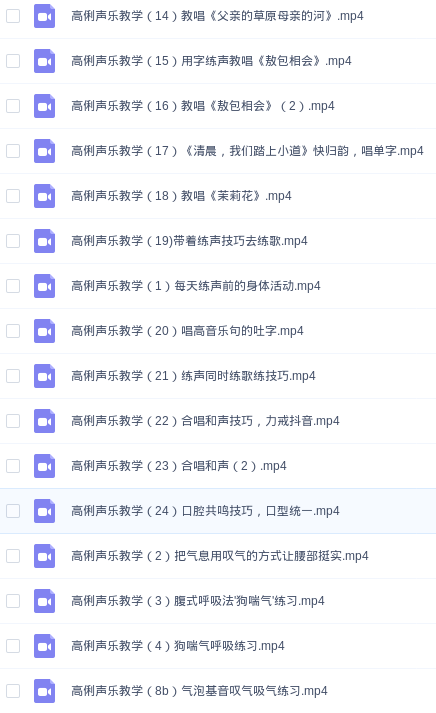 高俐声乐教学（14）教唱《父亲的草原母亲的河》.mp4
高俐声乐教学（15）用字练声教唱《敖包相会》.mp4
高俐声乐教学（16）教唱《敖包相会》（2）.mp4
高俐声乐教学（17）《清晨，我们踏上小道》快归韵，唱单字.mp4
高俐声乐教学（18）教唱《茉莉花》.mp4
高俐声乐教学（19)带着练声技巧去练歌.mp4
高俐声乐教学（1）每天练声前的身体活动.mp4
高俐声乐教学（20）唱高音乐句的吐字.mp4
高俐声乐教学（21）练声同时练歌练技巧.mp4
高俐声乐教学（22）合唱和声技巧，力戒抖音.mp4
高俐声乐教学（23）合唱和声（2）.mp4
高俐声乐教学（24）口腔共鸣技巧，口型统一.mp4
高俐声乐教学（2）把气息用叹气的方式让腰部挺实.mp4
高俐声乐教学（3）腹式呼吸法'狗喘气'练习.mp4
高俐声乐教学（4）狗喘气呼吸练习.mp4
高俐声乐教学（8b）气泡基音叹气吸气练习.mp4